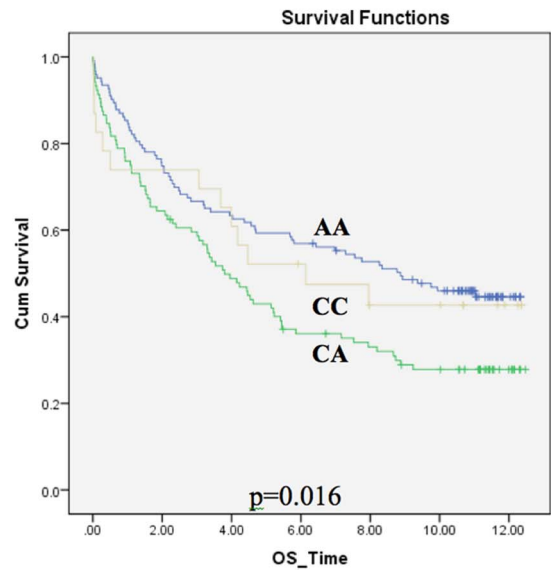 Survival Functions
Cum Survival
1.0
0.8
0.6
0.4
0.2
0.0
AA
CC
CA
p=0.016
.00 2.00 4.00 6.00 8.00 10.00 12.00
OS_Time